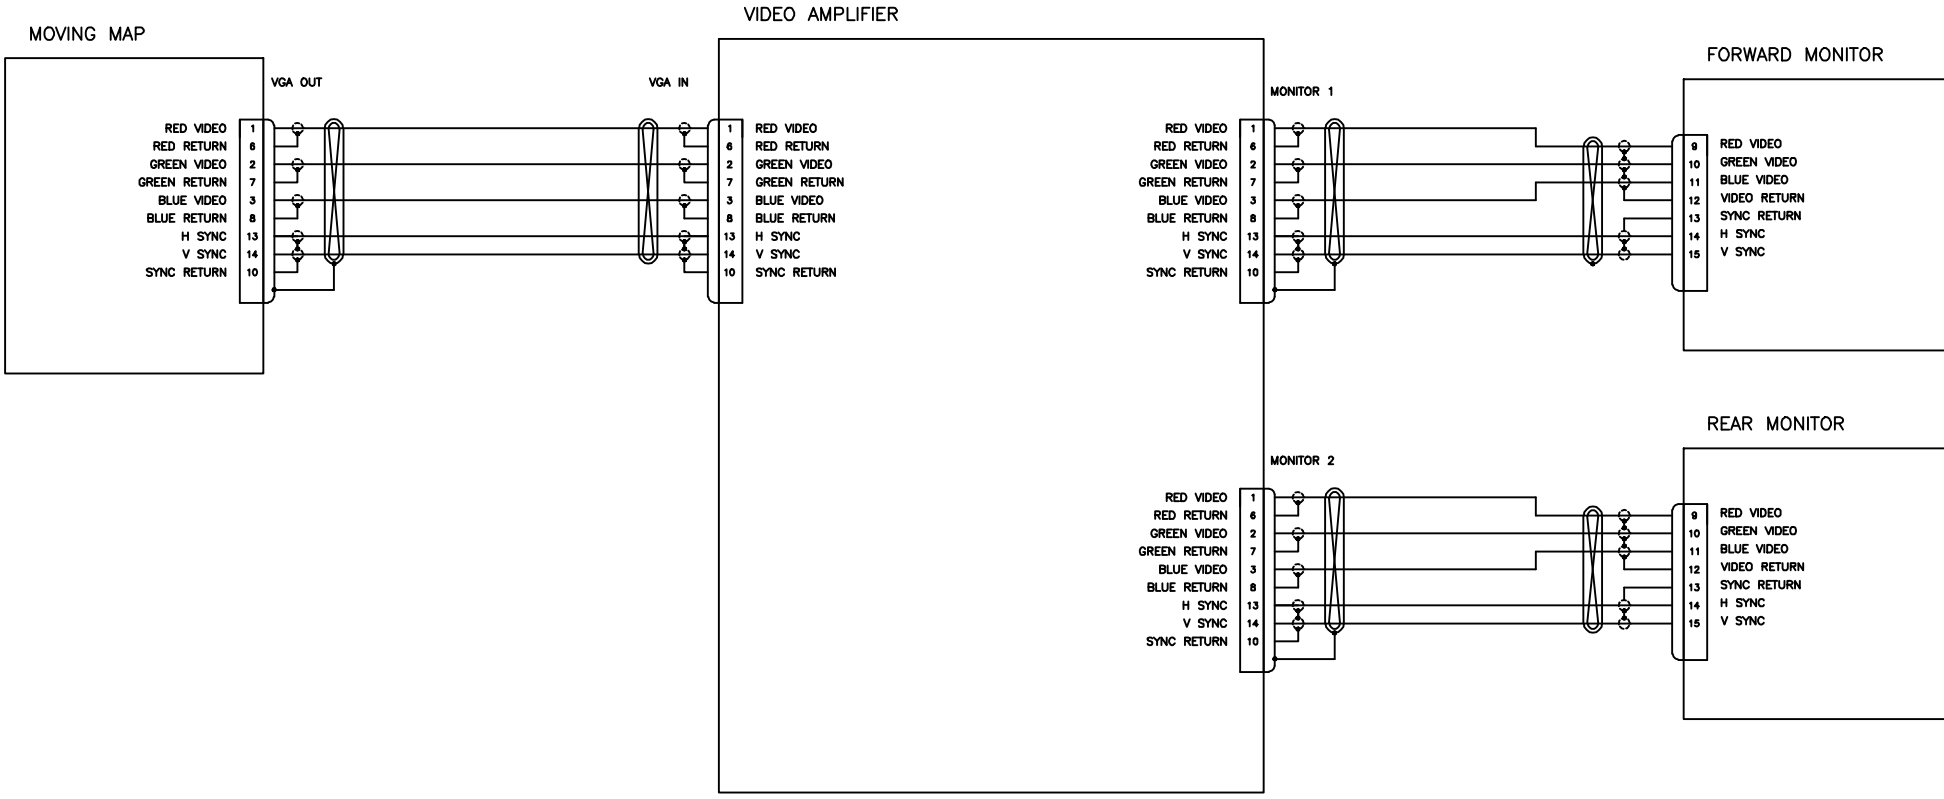 VIDEO AMPLIFIER
MOVING MAP
FORWARD MONITOR
VGA OUT
VGA IN
MONITOR 1
RED VIDEO 1
RED RETURN 6
GREEN VIDEO 2
GREEN RETURN 7
BLUE VIDEO 3
BLUE RETURN 8
H SYNC 13
V SYNC 14
SYNC RETURN 10
1 RED VIDEO
6 RED RETURN
2 GREEN VIDEO
7 GREEN RETURN
3 BLUE VIDEO
8 BLUE RETURN
13 H SYNC
14 V SYNC
10 SYNC RETURN
RED VIDEO 1
RED RETURN 6
GREEN VIDEO 2
GREEN RETURN 7
BLUE VIDEO 3
BLUE RETURN 8
H SYNC 13
V SYNC 14
SYNC RETURN 10
9 RED VIDEO
10 GREEN VIDEO
11 BLUE VIDEO
12 VIDEO RETURN
13 SYNC RETURN
14 H SYNC
15 V SYNC
REAR MONITOR
MONITOR 2
RED VIDEO 1
RED RETURN 6
GREEN VIDEO 2
GREEN RETURN 7
BLUE VIDEO 3
BLUE RETURN 8
H SYNC 13
V SYNC 14
SYNC RETURN 10
9 RED VIDEO
10 GREEN VIDEO
11 BLUE VIDEO
12 VIDEO RETURN
13 SYNC RETURN
14 H SYNC
15 V SYNC